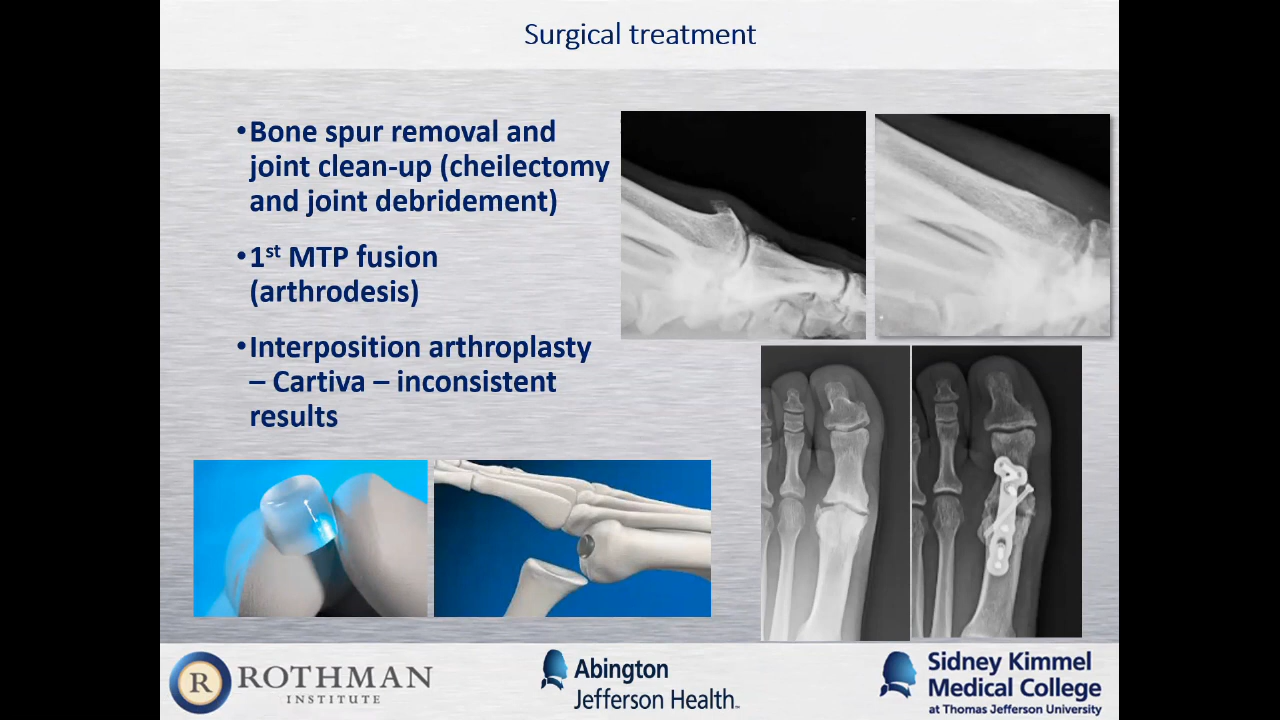 Surgical treatment
•Bone spur removal and
joint clean-up (cheilectomy
and joint debridement)
•1st MTP fusion
(arthrodesis)
•Interposition arthroplasty
– Cartiva – inconsistent
results
R ROTHMAN
INSTITUTE
Abington
Jefferson Health™
Sidney Kimmel
Medical College
at Thomas Jefferson University